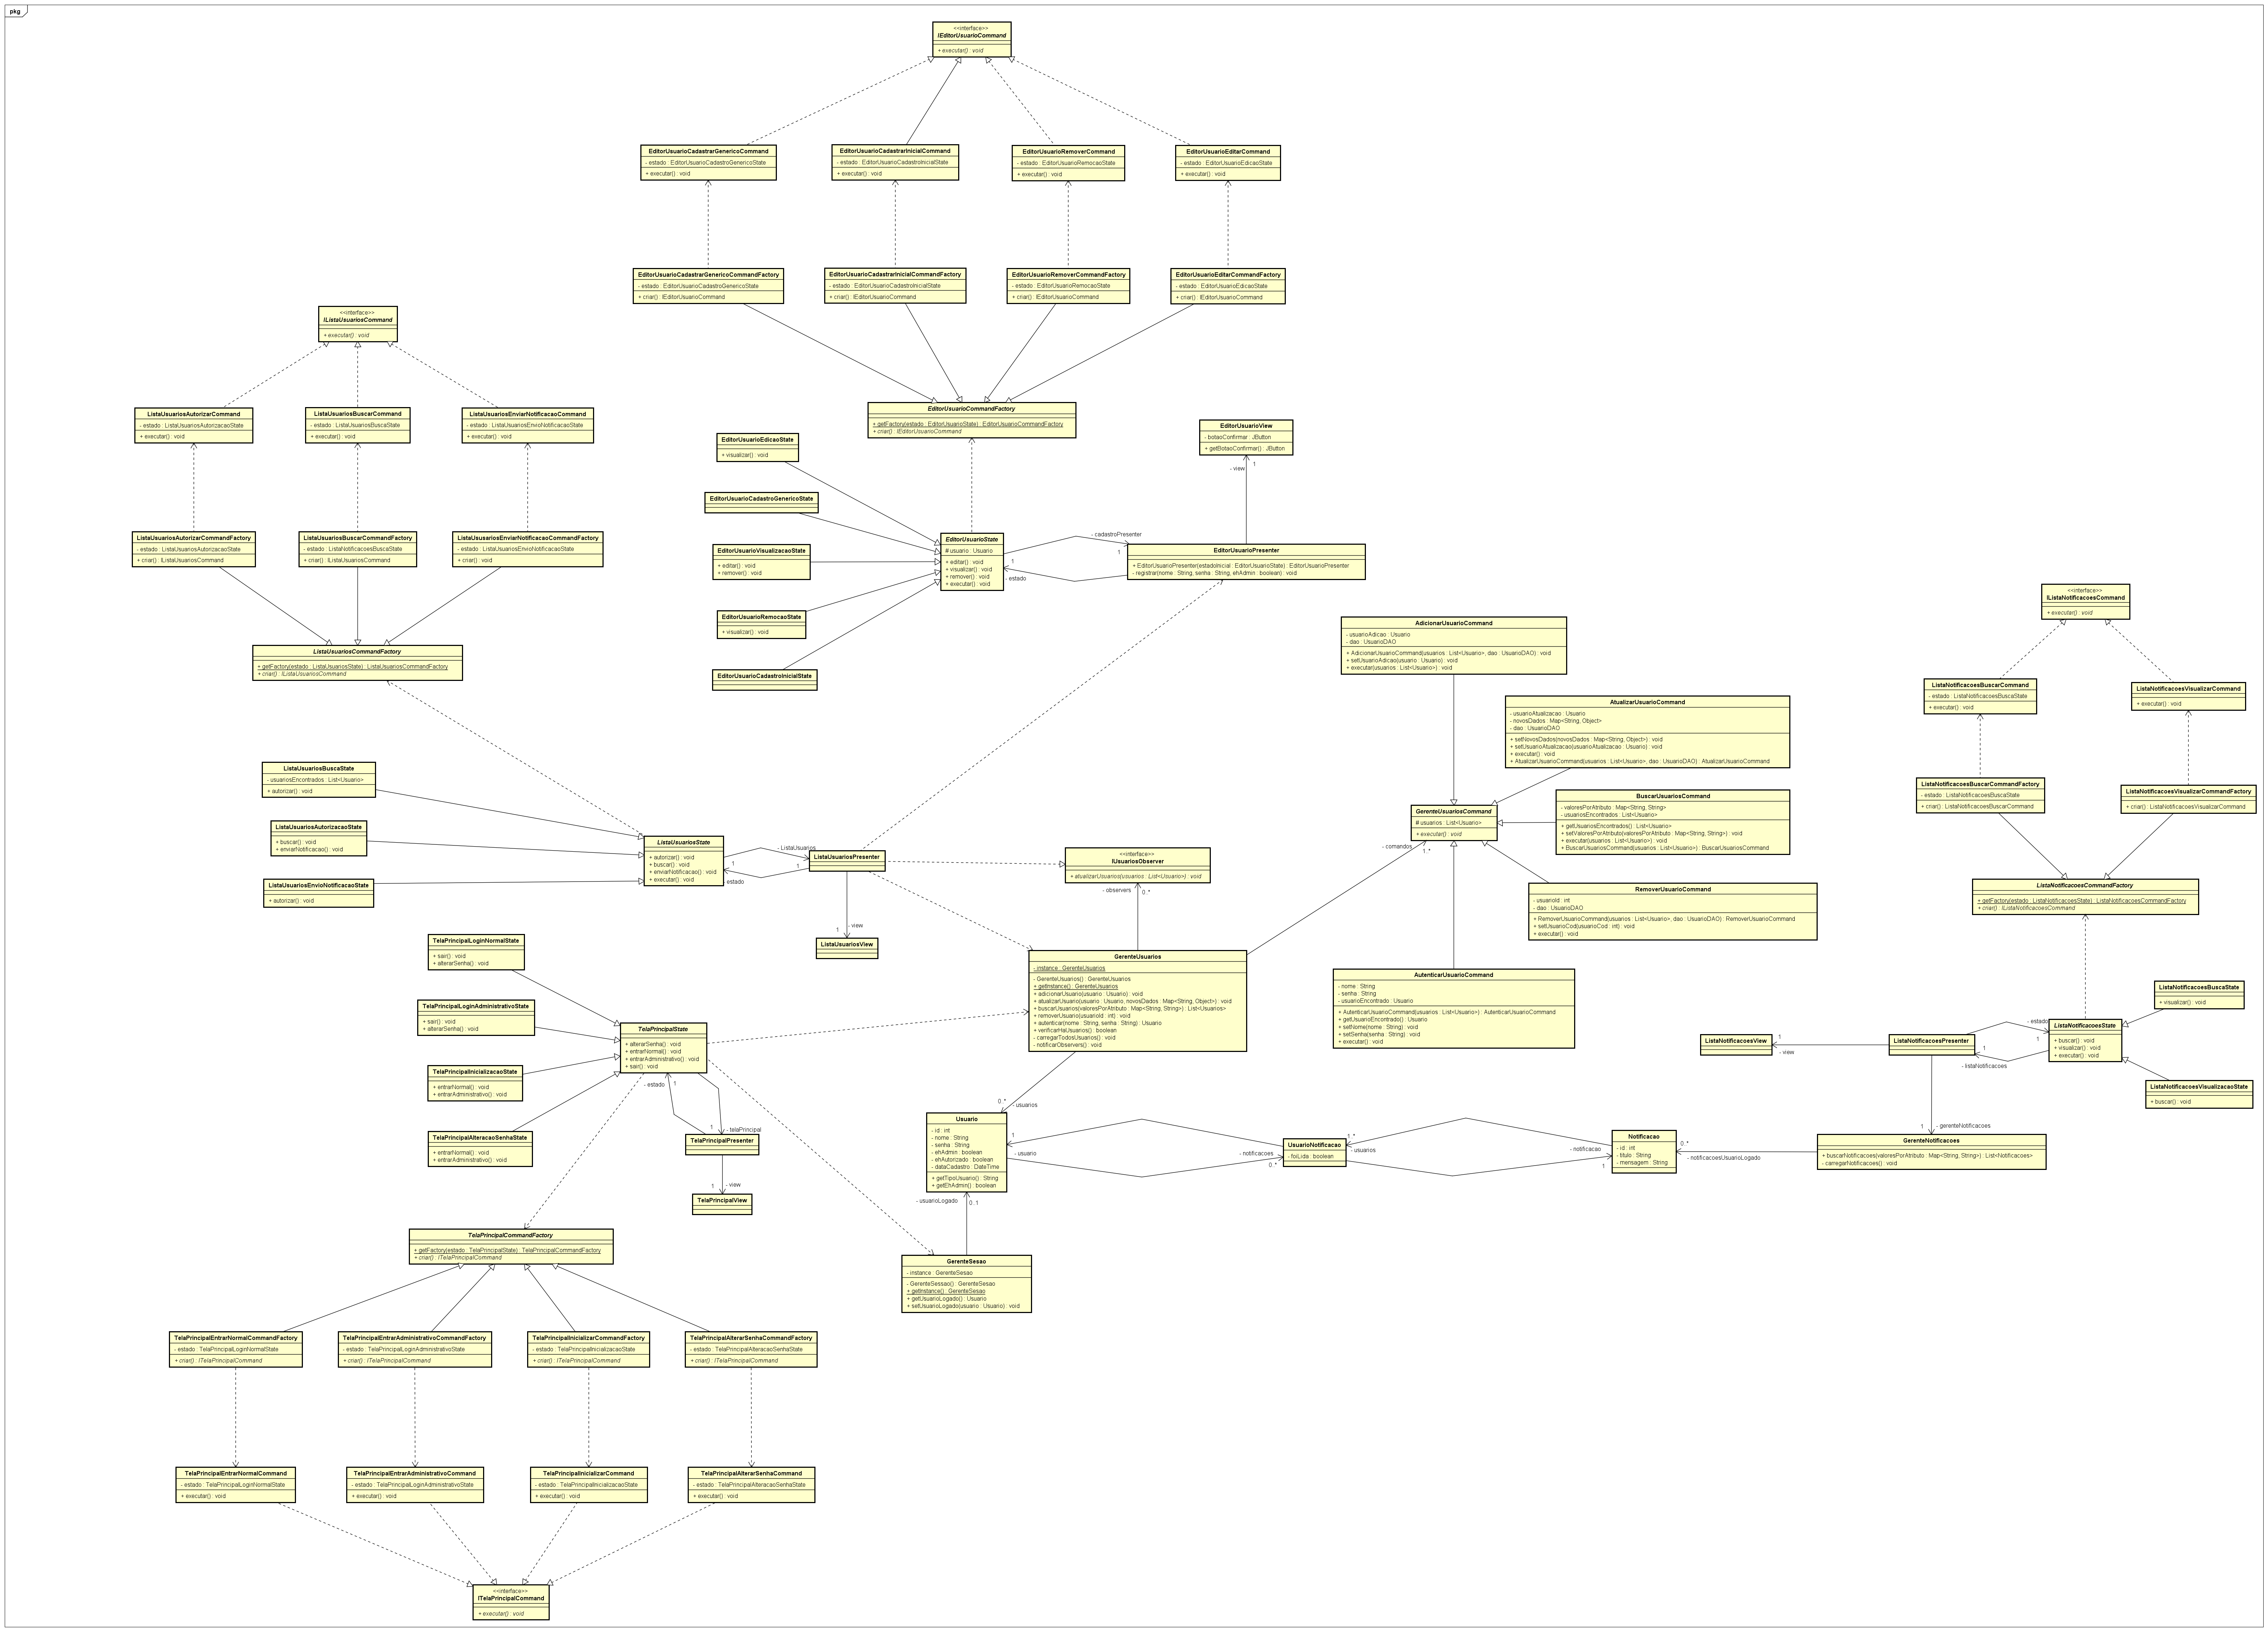 pkg
<<interface>>
IEditorUsuarioCommand
+ executar() : void
EditorUsuarioCadastrarGenericoCommand
- estado : EditorUsuarioCadastroGenericoState
+ executar() : void
EditorUsuarioCadastrarInicialCommand
- estado : EditorUsuarioCadastroInicialState
+ executar() : void
EditorUsuarioRemoverCommand
- estado : EditorUsuarioRemocaoState
+ executar() : void
EditorUsuarioEditarCommand
- estado : EditorUsuarioEdicaoState
+ executar() : void
EditorUsuarioCadastrarGenericoCommandFactory
- estado : EditorUsuarioCadastroGenericoState
+ criar() : IEditorUsuarioCommand
EditorUsuarioCadastrarInicialCommandFactory
- estado : EditorUsuarioCadastroInicialState
+ criar() : IEditorUsuarioCommand
EditorUsuarioRemoverCommandFactory
- estado : EditorUsuarioRemocaoState
+ criar() : IEditorUsuarioCommand
EditorUsuarioEditarCommandFactory
- estado : EditorUsuarioEdicaoState
+ criar() : IEditorUsuarioCommand
<<interface>>
IListaUsuariosCommand
+ executar() : void
ListaUsuariosAutorizarCommand
- estado : ListaUsuariosAutorizacaoState
+ executar() : void
ListaUsuariosBuscarCommand
- estado : ListaUsuariosBuscaState
+ executar() : void
ListaUsuariosEnviarNotificacaoCommand
- estado : ListaUsuariosEnvioNotificacaoState
+ executar() : void
ListaUsuariosAutorizarCommandFactory
- estado : ListaUsuariosAutorizacaoState
+ criar() : IListaUsuariosCommand
ListaUsuariosBuscarCommandFactory
- estado : ListaNotificacoesBuscaState
+ criar() : IListaUsuariosCommand
ListaUsusariosEnviarNotificacaoCommandFactory
- estado : ListaUsuariosEnvioNotificacaoState
+ criar() : void
ListaUsuariosCommandFactory
+ getFactory(estado : ListaUsuariosState) : ListaUsuariosCommandFactory
+ criar() : IListaUsuariosCommand
EditorUsuarioCommandFactory
+ getFactory(estado : EditorUsuarioState) : EditorUsuarioCommandFactory
+ criar() : IEditorUsuarioCommand
EditorUsuarioView
- botaoConfirmar : JButton
+ getBotaoConfirmar() : JButton
- view
1
EditorUsuarioEdicaoState
+ visualizar() : void
EditorUsuarioCadastroGenericoState
EditorUsuarioVisualizacaoState
+ editar() : void
+ remover() : void
EditorUsuarioRemocaoState
+ visualizar() : void
EditorUsuarioCadastroInicialState
EditorUsuarioState
# usuario : Usuario
+ editar() : void
+ visualizar() : void
+ remover() : void
+ executar() : void
- cadastroPresenter
1
1
- estado
EditorUsuarioPresenter
+ EditorUsuarioPresenter(estadoInicial : EditorUsuarioState) : EditorUsuarioPresenter
- registrar(nome : String, senha : String, ehAdmin : boolean) : void
<<interface>>
IListaNotificacoesCommand
+ executar() : void
ListaNotificacoesBuscarCommand
- estado : ListaNotificacoesBuscaState
+ executar() : void
ListaNotificacoesVisualizarCommand
+ executar() : void
ListaNotificacoesBuscarCommandFactory
- estado : ListaNotificacoesBuscaState
+ criar() : ListaNotificacoesBuscarCommand
ListaNotificacoesVisualizarCommandFactory
+ criar() : ListaNotificacoesVisualizarCommand
ListaNotificacoesCommandFactory
+ getFactory(estado : ListaNotificacoesState) : ListaNotificacoesCommandFactory
+ criar() : IListaNotificacoesCommand
AdicionarUsuarioCommand
- usuarioAdicao : Usuario
- dao : UsuarioDAO
+ AdicionarUsuarioCommand(usuarios : List<Usuario>, dao : UsuarioDAO) : void
+ setUsuarioAdicao(usuario : Usuario) : void
+ executar(usuarios : List<Usuario>) : void
AtualizarUsuarioCommand
- usuarioAtualizacao : Usuario
- novosDados : Map<String, Object>
- dao : UsuarioDAO
+ setNovosDados(novosDados : Map<String, Object>) : void
+ setUsuarioAtualizacao(usuarioAtualizacao : Usuario) : void
+ executar() : void
+ AtualizarUsuarioCommand(usuarios : List<Usuario>, dao : UsuarioDAO) : AtualizarUsuarioCommand
BuscarUsuariosCommand
- valoresPorAtributo : Map<String, String>
- usuariosEncontrados : List<Usuario>
+ getUsuariosEncontrados() : List<Usuario>
+ setValoresPorAtributo(valoresPorAtributo : Map<String, String>) : void
+ executar(usuarios : List<Usuario>) : void
+ BuscarUsuariosCommand(usuarios : List<Usuario>) : BuscarUsuariosCommand
GerenteUsuariosCommand
# usuarios : List<Usuario>
+ executar() : void
- comandos
1..*
RemoverUsuarioCommand
- usuarioId : int
- dao : UsuarioDAO
+ RemoverUsuarioCommand(usuarios : List<Usuario>, dao : UsuarioDAO) : RemoverUsuarioCommand
+ setUsuarioCod(usuarioCod : int) : void
+ executar() : void
AutenticarUsuarioCommand
- nome : String
- senha : String
- usuarioEncontrado : Usuario
+ AutenticarUsuarioCommand(usuarios : List<Usuario>) : AutenticarUsuarioCommand
+ getUsuarioEncontrado() : Usuario
+ setNome(nome : String) : void
+ setSenha(senha : String) : void
+ executar() : void
ListaUsuariosBuscaState
- usuariosEncontrados : List<Usuario>
+ autorizar() : void
ListaUsuariosAutorizacaoState
+ buscar() : void
+ enviarNotificacao() : void
ListaUsuariosEnvioNotificacaoState
+ autorizar() : void
ListaUsuariosState
+ autorizar() : void
+ buscar() : void
+ enviarNotificacao() : void
+ executar() : void
- ListaUsuarios
1
1
- estado
ListaUsuariosPresenter
- view
1
ListaUsuariosView
<<interface>>
IUsuariosObserver
+ atualizarUsuarios(usuarios : List<Usuario>) : void
- observers
0..*
GerenteUsuarios
- instance : GerenteUsuarios
- GerenteUsuarios() : GerenteUsuarios
+ getInstance() : GerenteUsuarios
+ adicionarUsuario(usuario : Usuario) : void
+ atualizarUsuario(usuario : Usuario, novosDados : Map<String, Object>) : void
+ buscarUsuarios(valoresPorAtributo : Map<String, String>) : List<Usuarios>
+ removerUsuario(usuarioId : int) : void
+ autenticar(nome : String, senha : String) : Usuario
+ verificarHaUsuarios() : boolean
- carregarTodosUsuarios() : void
- notificarObservers() : void
TelaPrincipalLoginNormalState
+ sair() : void
+ alterarSenha() : void
TelaPrincipalLoginAdministrativoState
+ sair() : void
+ alterarSenha() : void
TelaPrincipalInicializacaoState
+ entrarNormal() : void
+ entrarAdministrativo() : void
TelaPrincipalAlteracaoSenhaState
+ entrarNormal() : void
+ entrarAdministrativo() : void
TelaPrincipalState
+ alterarSenha() : void
+ entrarNormal() : void
+ entrarAdministrativo() : void
+ sair() : void
- estado
1
1
- telaPrincipal
TelaPrincipalPresenter
1
- view
TelaPrincipalView
ListaNotificacoesBuscaState
+ visualizar() : void
ListaNotificacoesState
+ buscar() : void
+ visualizar() : void
+ executar() : void
- estado
1
1
- listaNotificacoes
ListaNotificacoesPresenter
ListaNotificacoesView
1
- view
ListaNotificacoesVisualizacaoState
+ buscar() : void
1
- gerenteNotificacoes
GerenteNotificacoes
+ buscarNotificacoes(valoresPorAtributo : Map<String, String>) : List<Notificacoes>
- carregarNotificacoes() : void
0..*
- notificacoesUsuarioLogado
Notificacao
- id : int
- titulo : String
- mensagem : String
1..*
- usuarios
- notificacao
1
UsuarioNotificacao
- foiLida : boolean
- notificacoes
0..*
1
- usuario
0..*
- usuarios
Usuario
- id : int
- nome : String
- senha : String
- ehAdmin : boolean
- ehAutorizado : boolean
- dataCadastro : DateTime
+ getTipoUsuario() : String
+ getEhAdmin() : boolean
- usuarioLogado
0..1
GerenteSesao
- instance : GerenteSesao
- GerenteSessao() : GerenteSesao
+ getInstance() : GerenteSesao
+ getUsuarioLogado() : Usuario
+ setUsuarioLogado(usuario : Usuario) : void
TelaPrincipalCommandFactory
+ getFactory(estado : TelaPrincipalState) : TelaPrincipalCommandFactory
+ criar() : ITelaPrincipalCommand
TelaPrincipalEntrarNormalCommandFactory
- estado : TelaPrincipalLoginNormalState
+ criar() : ITelaPrincipalCommand
TelaPrincipalEntrarAdministrativoCommandFactory
- estado : TelaPrincipalLoginAdministrativoState
+ criar() : ITelaPrincipalCommand
TelaPrincipalInicializarCommandFactory
- estado : TelaPrincipalInicializacaoState
+ criar() : ITelaPrincipalCommand
TelaPrincipalAlterarSenhaCommandFactory
- estado : TelaPrincipalAlteracaoSenhaState
+ criar() : ITelaPrincipalCommand
TelaPrincipalEntrarNormalCommand
- estado : TelaPrincipalLoginNormalState
+ executar() : void
TelaPrincipalEntrarAdministrativoCommand
- estado : TelaPrincipalLoginAdministrativoState
+ executar() : void
TelaPrincipalInicializarCommand
- estado : TelaPrincipalInicializacaoState
+ executar() : void
TelaPrincipalAlterarSenhaCommand
- estado : TelaPrincipalAlteracaoSenhaState
+ executar() : void
<<interface>>
ITelaPrincipalCommand
+ executar() : void